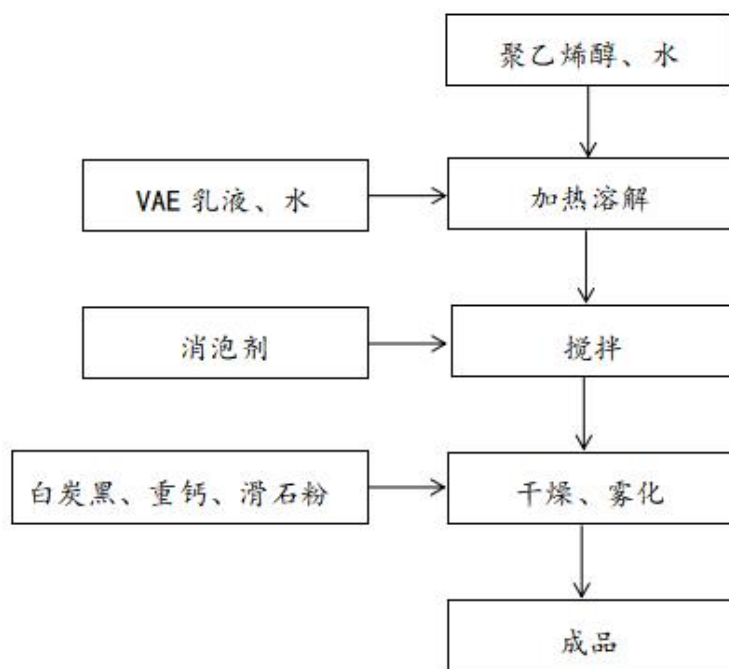 聚乙烯醇、水
VAE 乳液、水
加热溶解
消泡剂
搅拌
白炭黑、重钙、滑石粉
干燥、雾化
成品